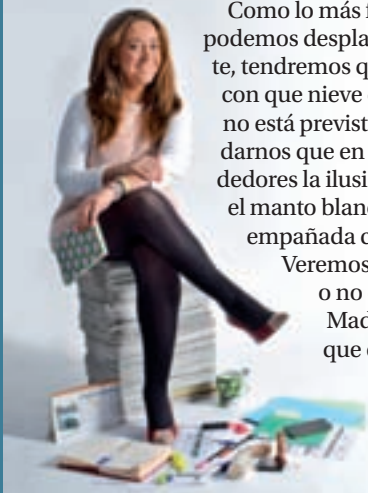 Como lo más f
podemos despla
te, tendremos q
con que nieve
no está previst
darnos que en
dedores la ilusi
el manto blanc
empañada c
Veremos
o no
Mad
que